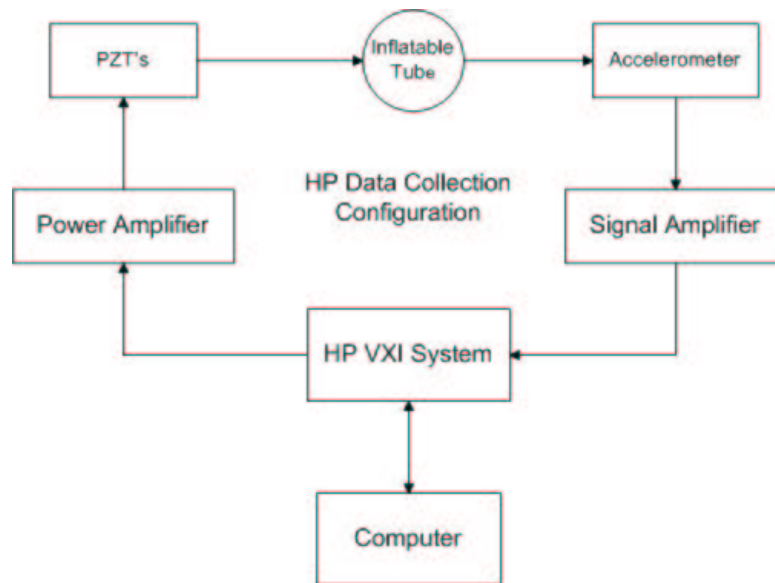 PZT's
Inflatable
Tube
Accelerometer
HP Data Collection
Configuration
Power Amplifier
Signal Amplifier
HP VXI System
Computer